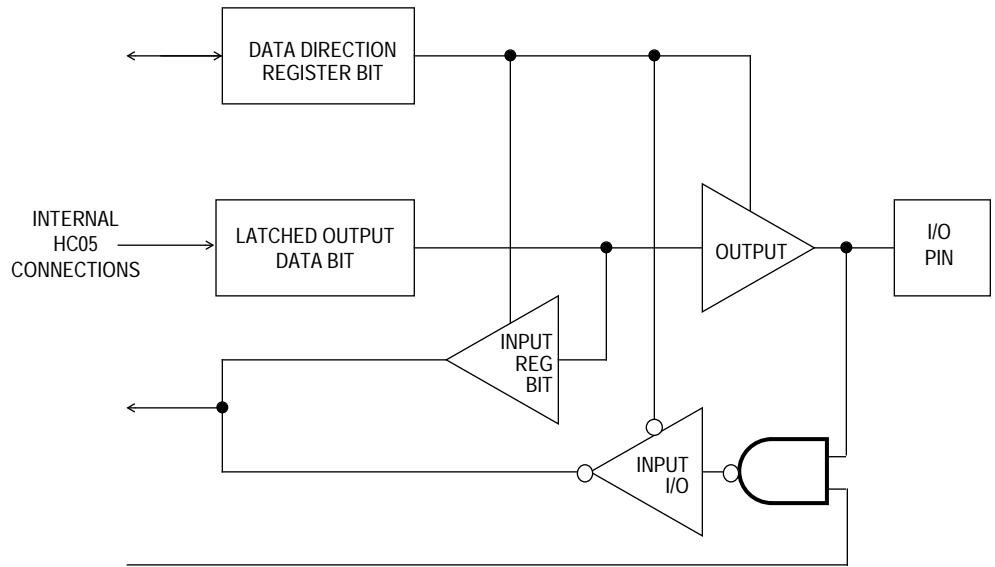 DATA DIRECTION
REGISTER BIT
INTERNAL
HC05
CONNECTIONS
LATCHED OUTPUT
DATA BIT
OUTPUT
I/O
PIN
INPUT
REG
BIT
INPUT
I/O